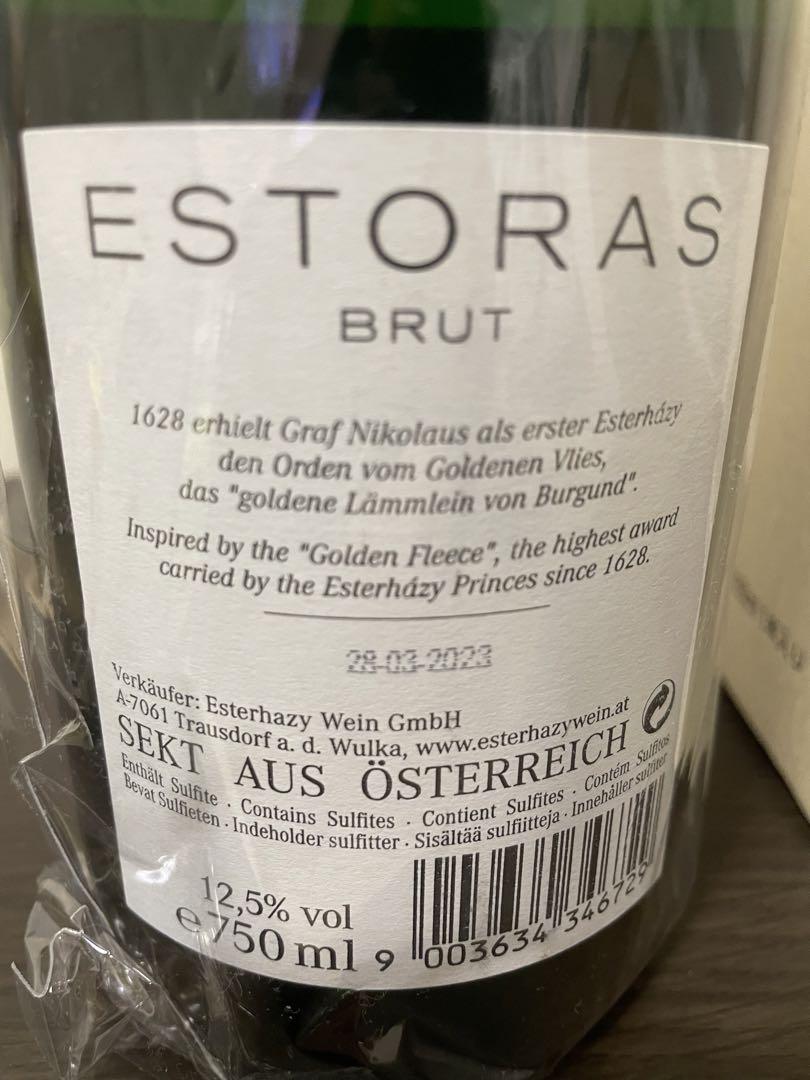 ESTORAS
BRUT
1628 erhielt Graf Nikolaus als erster Esterházy
den Orden vom Goldenen Vlies,
das "goldene Lämmlein von Burgund".
Inspired by the "Golden Fleece", the highest award
carried by the Esterházy Princes since 1628.
28-03-2023
Verkäufer: Esterhazy Wein GmbH
A-7061 Trausdorf a. d. Wulka, www.esterhazywein.at
SEKT AUS ÖSTERREICH
Enthält Sulfite · Contains Sulfites · Contient Sulfites · Contém Sulfitos
Bevat Sulfieten · Indeholder sulfitter · Sisältää sulfiitteja · Innehåller sulfiter
12,5% vol
e 750 ml
9 003634 346729